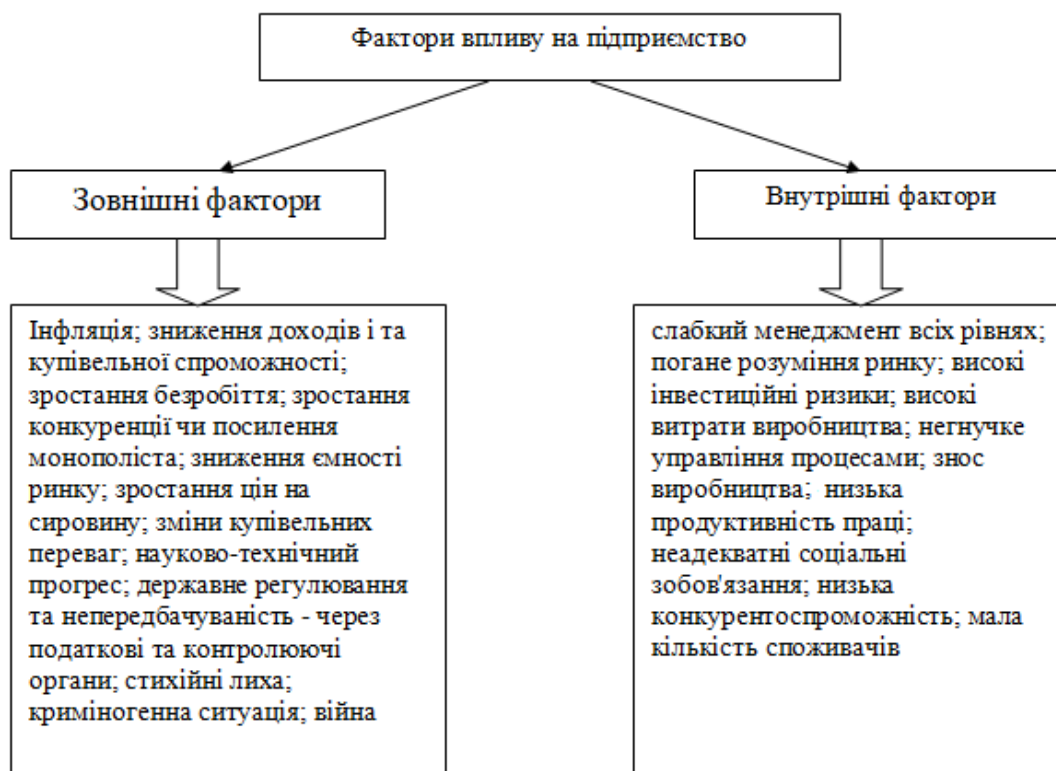 Фактори впливу на підприємство
Зовнішні фактори
Внутрішні фактори
Інфляція; зниження доходів і та
купівельної спроможності;
зростання безробіття; зростання
конкуренції чи посилення
монополіста; зниження ємності
ринку; зростання цін на
сировину; зміни купівельних
переваг; науково-технічний
прогрес; державне регулювання
та непередбачуваність - через
податкові та контролюючі
органи; стихійні лиха;
криміногенна ситуація; війна
слабкий менеджмент всіх рівнях;
погане розуміння ринку; високі
інвестиційні ризики; високі
витрати виробництва; негнучке
управління процесами; знос
виробництва; низька
продуктивність праці;
неадекватні соціальні
зобов'язання; низька
конкурентоспроможність; мала
кількість споживачів